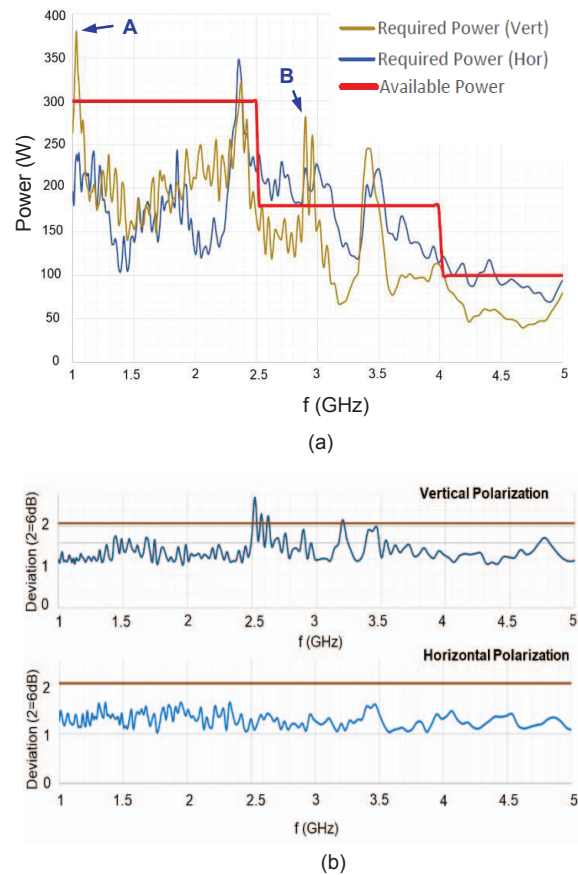 A
B
Required Power (Vert)
Required Power (Hor)
Available Power
Power (W)
400
350
300
250
200
150
100
50
0
1 1.5 2 2.5 3 3.5 4 4.5 5
f (GHz)
(a)
Vertical Polarization
Deviation (2=6dB)
2
1
0
1 1.5 2 2.5 3 3.5 4 4.5 5
f (GHz)
Horizontal Polarization
Deviation (2=6dB)
2
1
0
1 1.5 2 2.5 3 3.5 4 4.5 5
f (GHz)
(b)